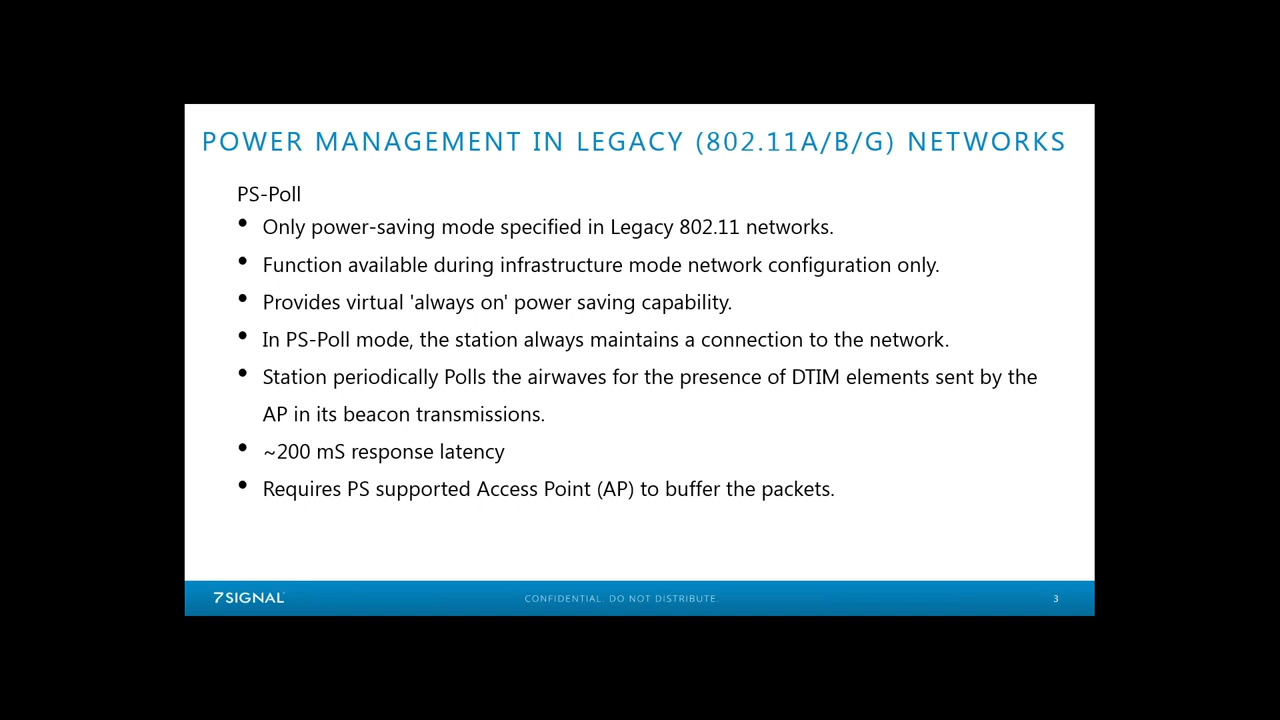 POWER MANAGEMENT IN LEGACY (802.11A/B/G) NETWORKS
PS-Poll
• Only power-saving mode specified in Legacy 802.11 networks.
• Function available during infrastructure mode network configuration only.
• Provides virtual 'always on' power saving capability.
• In PS-Poll mode, the station always maintains a connection to the network.
• Station periodically Polls the airwaves for the presence of DTIM elements sent by the
AP in its beacon transmissions.
• ~200 mS response latency
• Requires PS supported Access Point (AP) to buffer the packets.
7SIGNAL CONFIDENTIAL. DO NOT DISTRIBUTE. 3